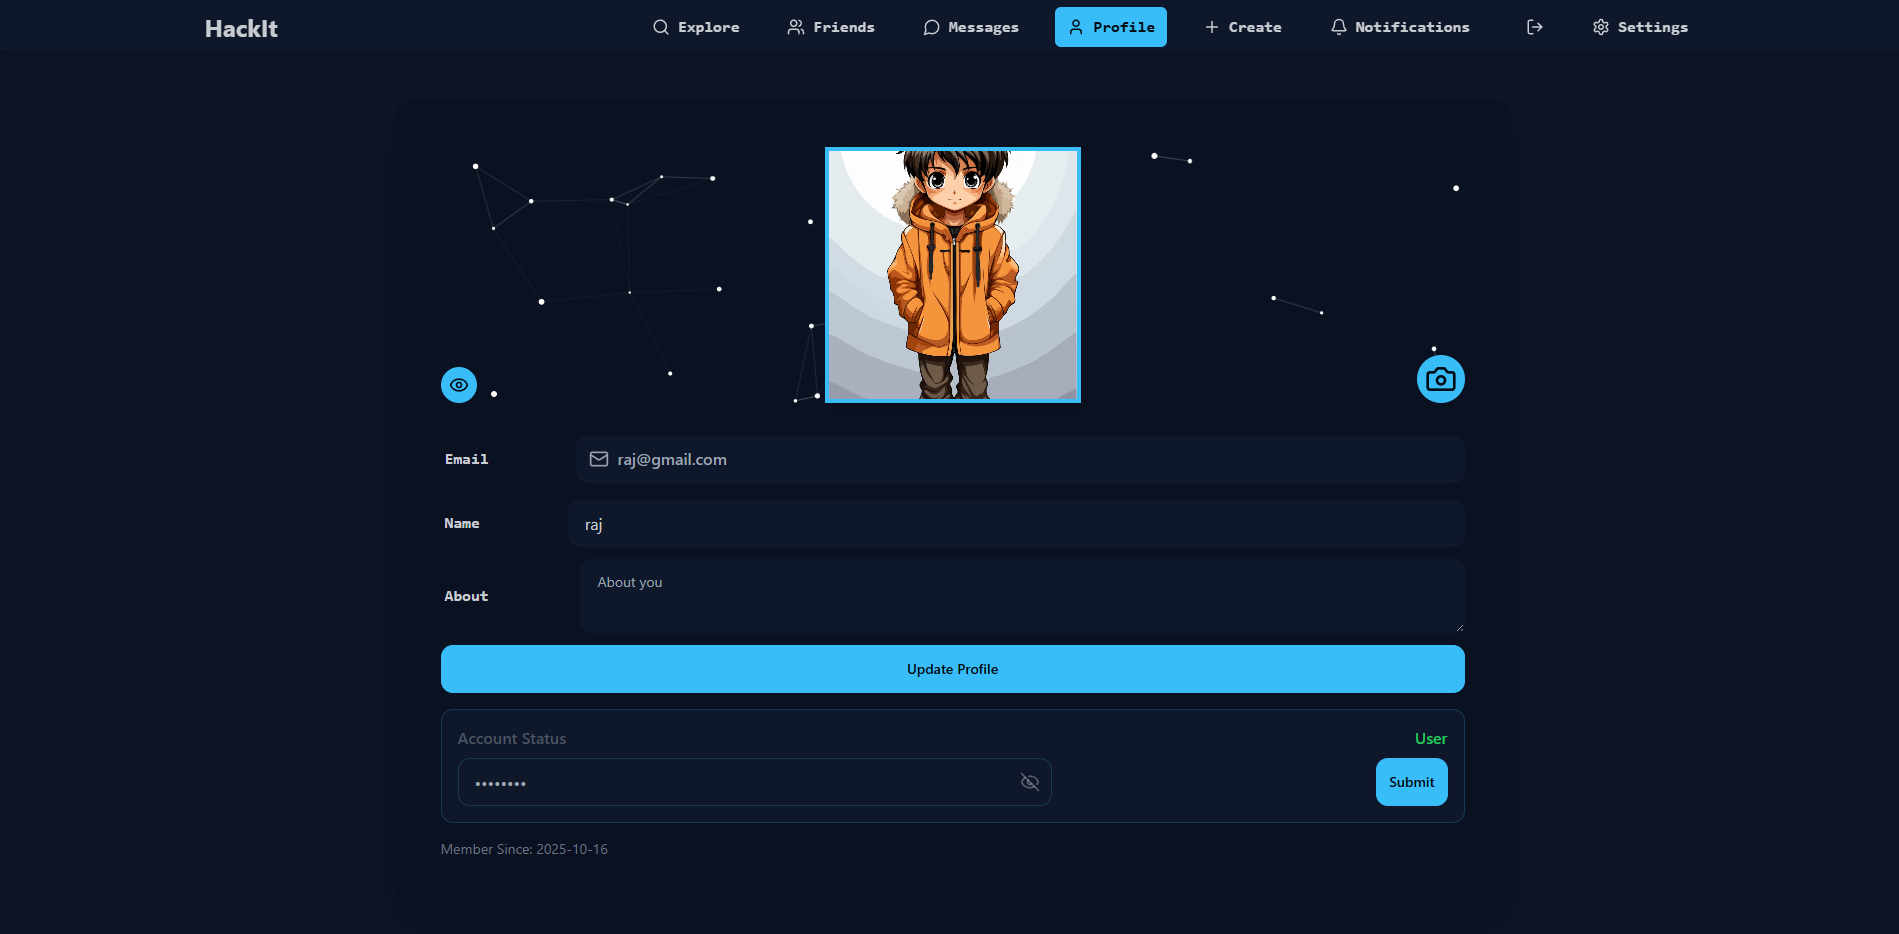 HackIt
Explore
Friends
Messages
Profile
Create
Notifications
Settings
Email
raj@gmail.com
Name
raj
About
About you
Update Profile
Account Status
User
••••••••
Submit
Member Since: 2025-10-16